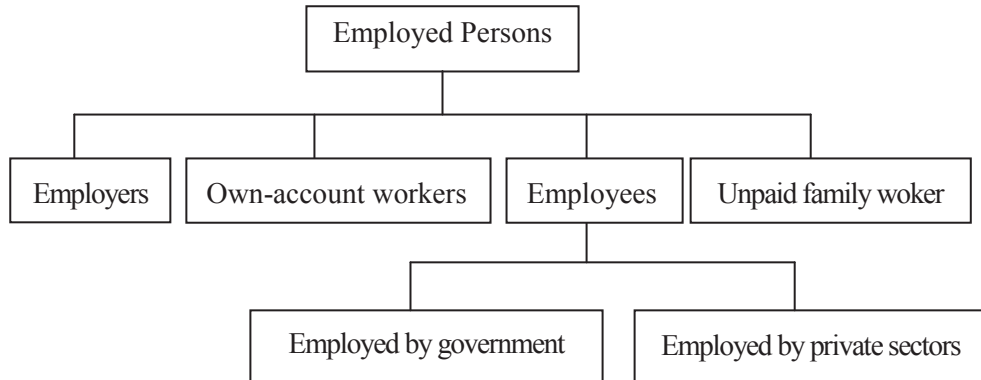 Employed Persons
Employers
Own-account workers
Employees
Unpaid family woker
Employed by government
Employed by private sectors